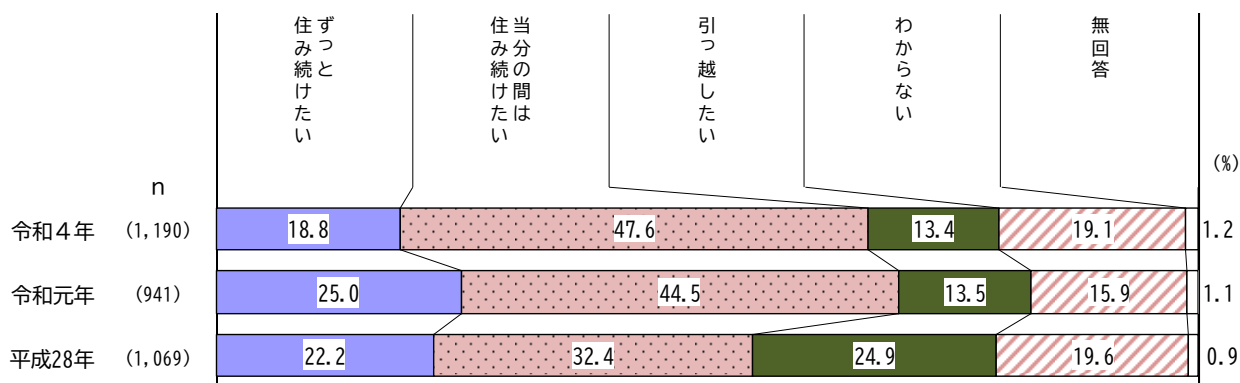 ずっと
住み続けたい
当分の間は
住み続けたい
引っ越したい
わからない
無回答
(%)
n
令和4年 (1,190) 18.8 47.6 13.4 19.1 1.2
令和元年 (941) 25.0 44.5 13.5 15.9 1.1
平成28年 (1,069) 22.2 32.4 24.9 19.6 0.9